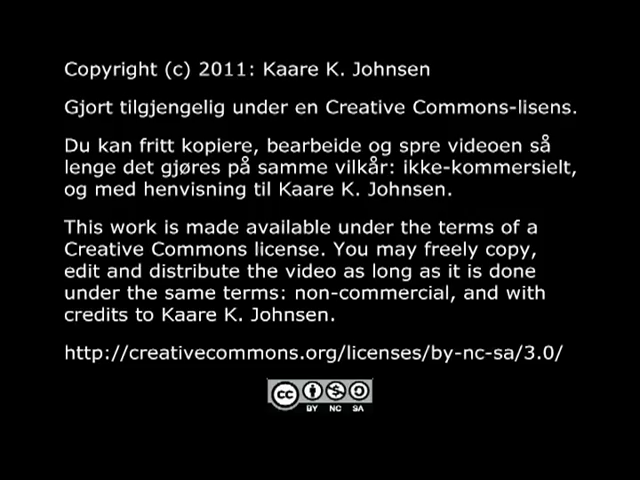 Copyright (c) 2011: Kaare K. Johnsen
Gjort tilgjengelig under en Creative Commons-lisens.
Du kan fritt kopiere, bearbeide og spre videoen så
lenge det gjøres på samme vilkår: ikke-kommersielt,
og med henvisning til Kaare K. Johnsen.
This work is made available under the terms of a
Creative Commons license. You may freely copy,
edit and distribute the video as long as it is done
under the same terms: non-commercial, and with
credits to Kaare K. Johnsen.
http://creativecommons.org/licenses/by-nc-sa/3.0/
cc
BY NC SA